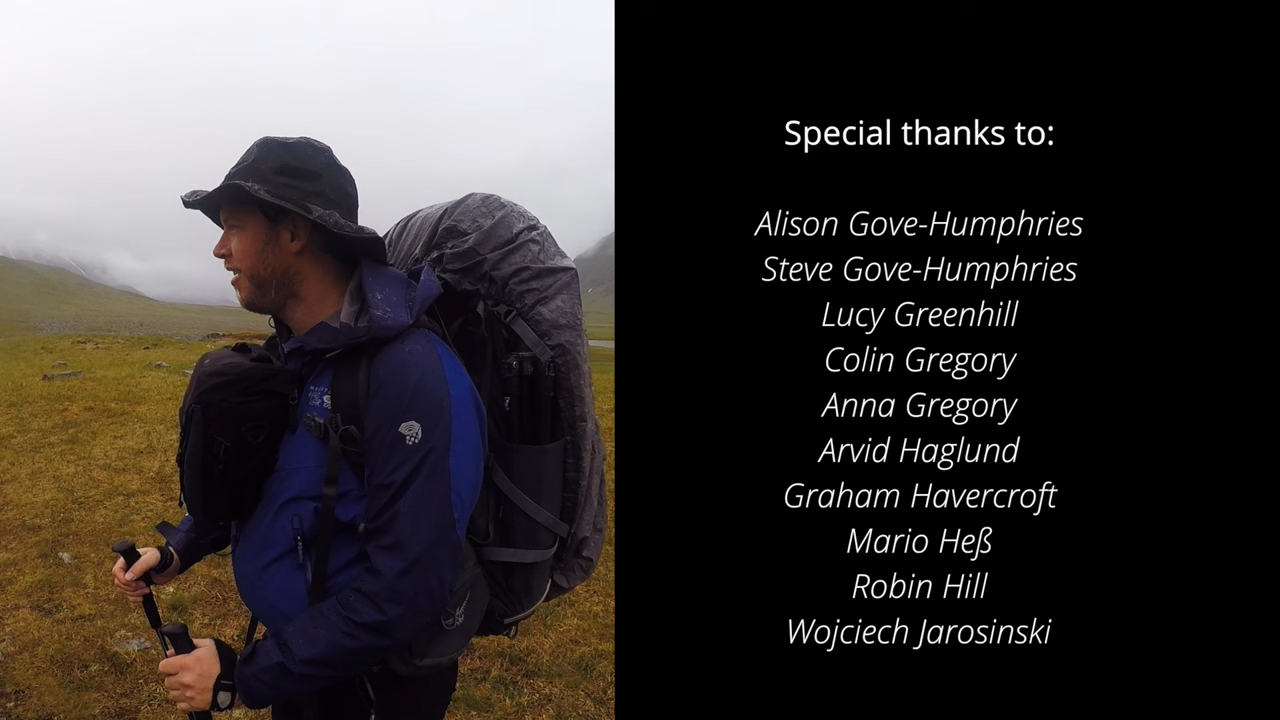 Special thanks to:
Alison Gove-Humphries
Steve Gove-Humphries
Lucy Greenhill
Colin Gregory
Anna Gregory
Arvid Haglund
Graham Havercroft
Mario Heß
Robin Hill
Wojciech Jarosinski